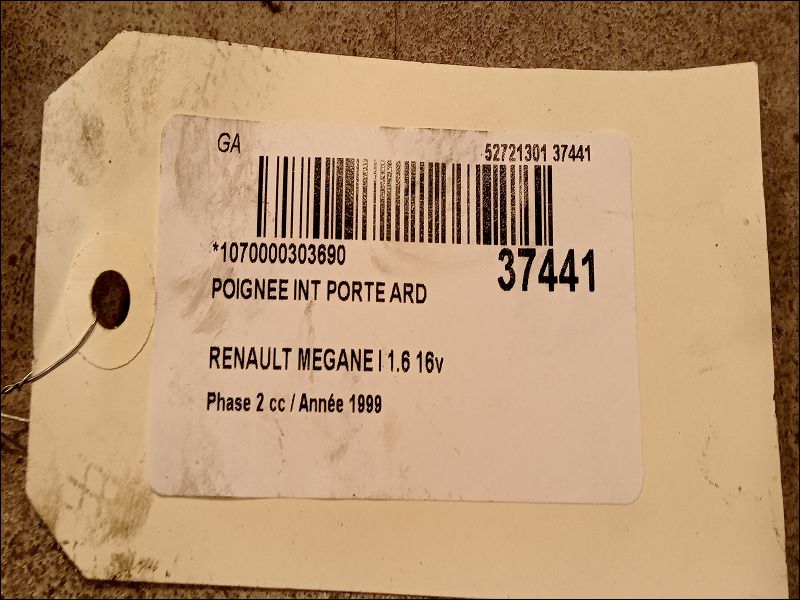 GA
52721301 37441
*1070000303690
37441
POIGNEE INT PORTE ARD
RENAULT MEGANE I 1.6 16v
Phase 2 cc / Année 1999